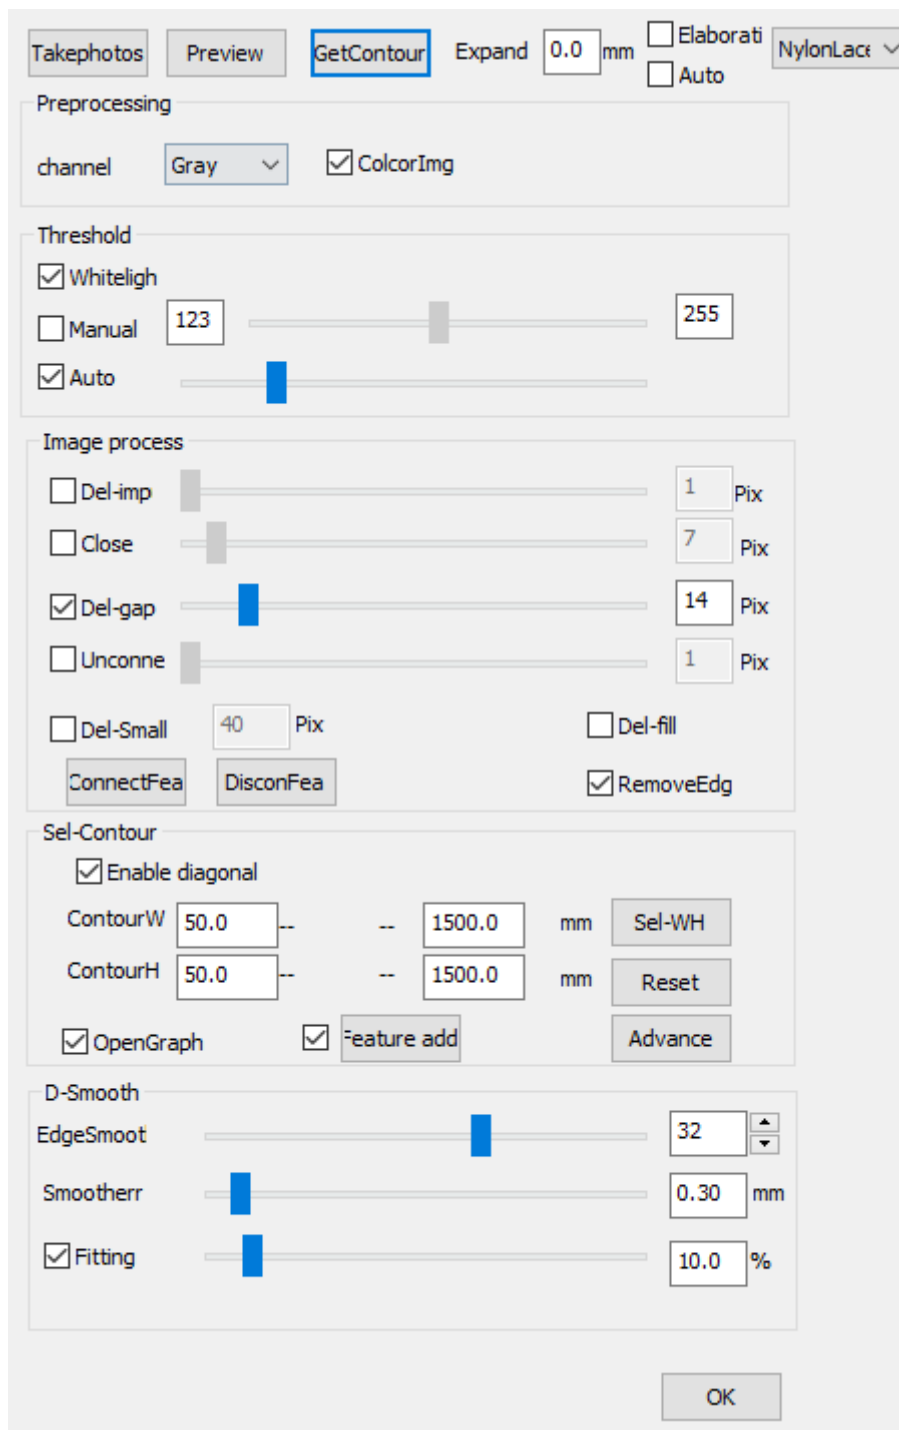 Takephotos Preview GetContour Expand 0.0 mm Elaborati NylonLace
Auto
Preprocessing
channel Gray ColcorImg
Threshold
Whiteligh
Manual 123 255
Auto
Image process
Del-imp 1 Pix
Close 7 Pix
Del-gap 14 Pix
Unconne 1 Pix
Del-Small 40 Pix Del-fill
ConnectFea DisconFea RemoveEdg
Sel-Contour
Enable diagonal
ContourW 50.0 -- -- 1500.0 mm Sel-WH
ContourH 50.0 -- -- 1500.0 mm Reset
OpenGraph Feature add Advance
D-Smooth
EdgeSmoot 32
Smootherr 0.30 mm
Fitting 10.0 %
OK